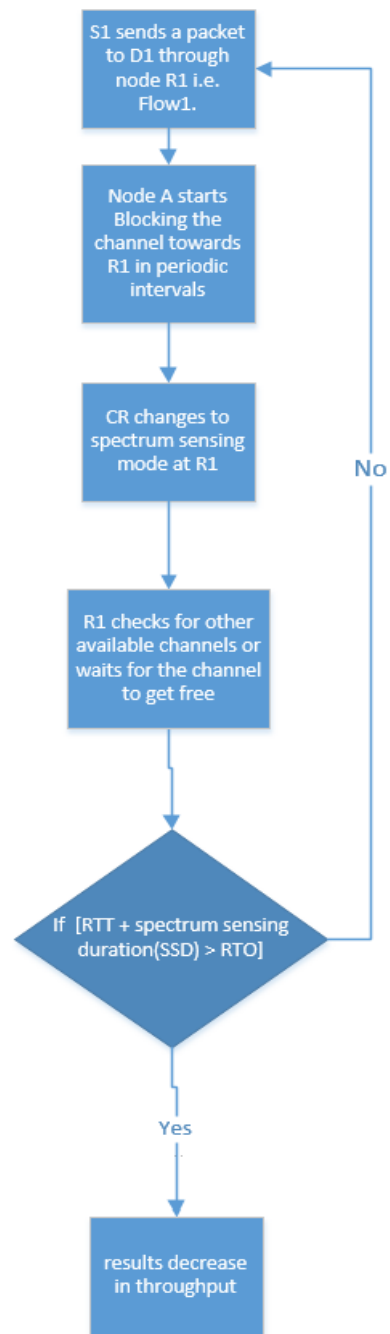 S1 sends a packet
to D1 through
node R1 i.e.
Flow1.
Node A starts
Blocking the
channel towards
R1 in periodic
intervals
CR changes to
spectrum sensing
mode at R1
No
R1 checks for other
available channels or
waits for the channel
to get free
If [RTT + spectrum sensing
duration(SSD) > RTO]
Yes
results decrease
in throughput